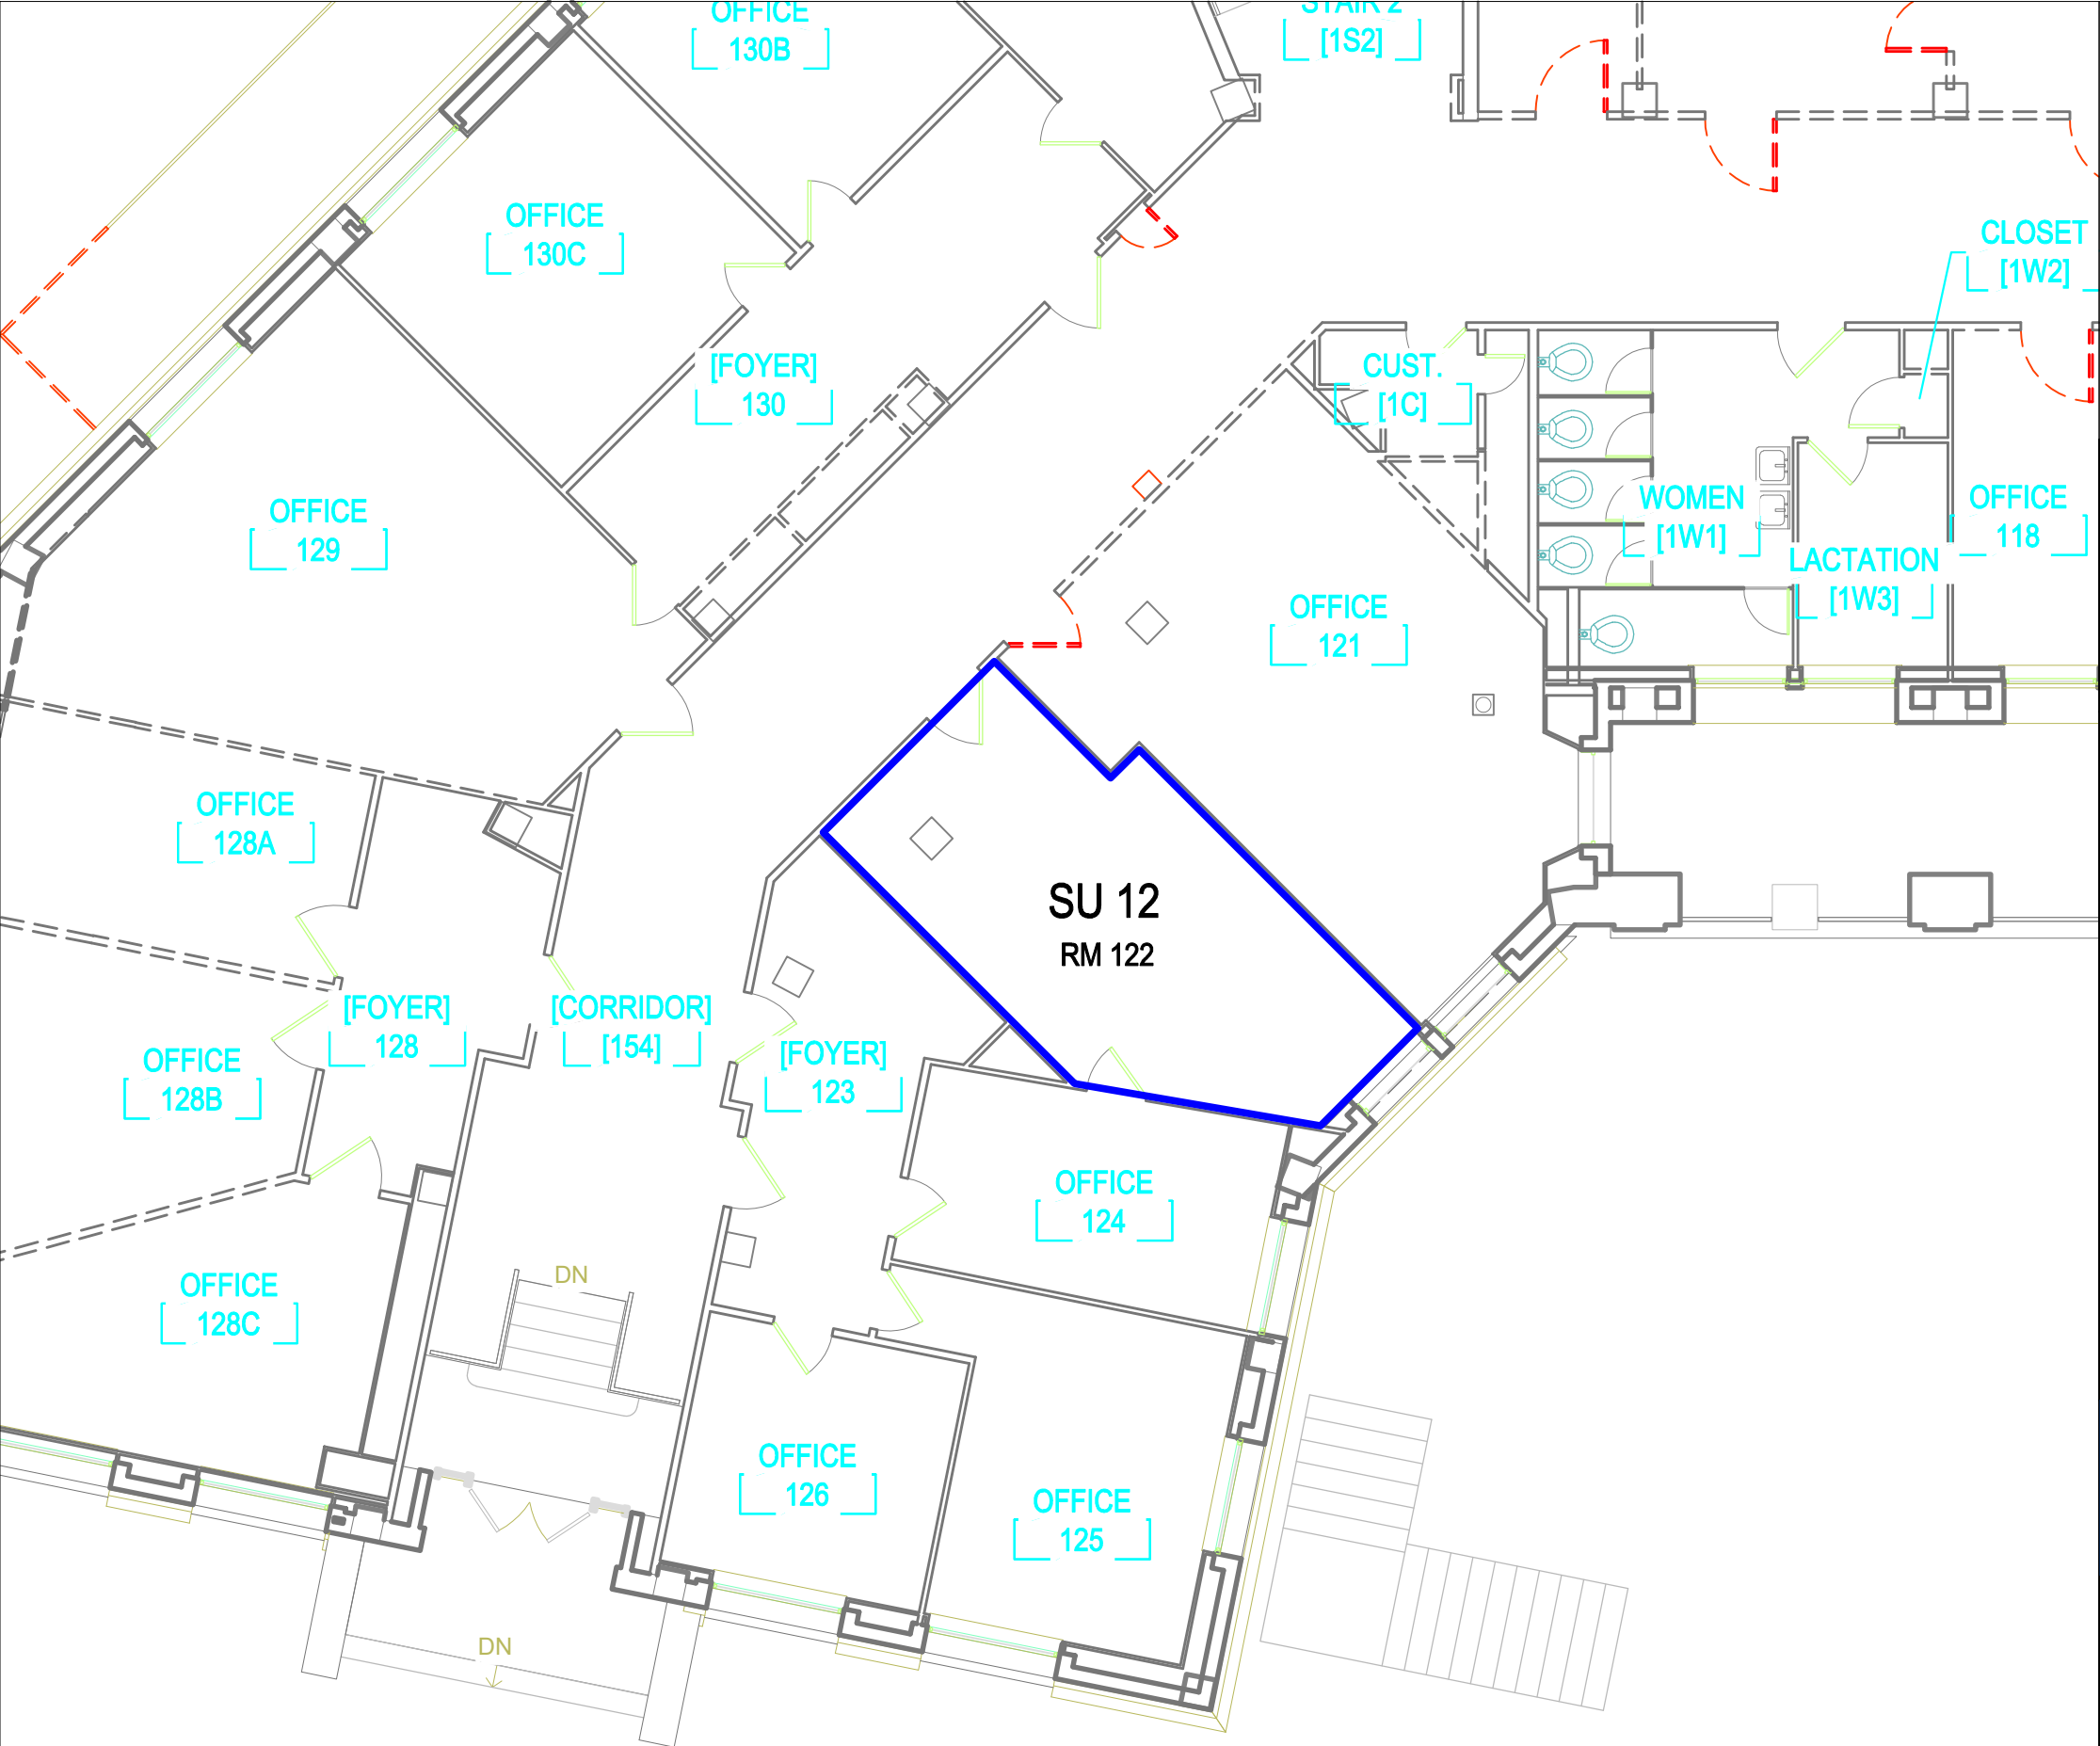 OFFICE
130B
STAIR 2
[1S2]
OFFICE
130C
CLOSET
[1W2]
[FOYER]
130
CUST.
[1C]
OFFICE
129
WOMEN
[1W1]
OFFICE
118
LACTATION
[1W3]
OFFICE
121
OFFICE
128A
SU 12
RM 122
[FOYER]
128
[CORRIDOR]
[154]
[FOYER]
123
OFFICE
128B
OFFICE
124
DN
OFFICE
128C
OFFICE
126
OFFICE
125
DN